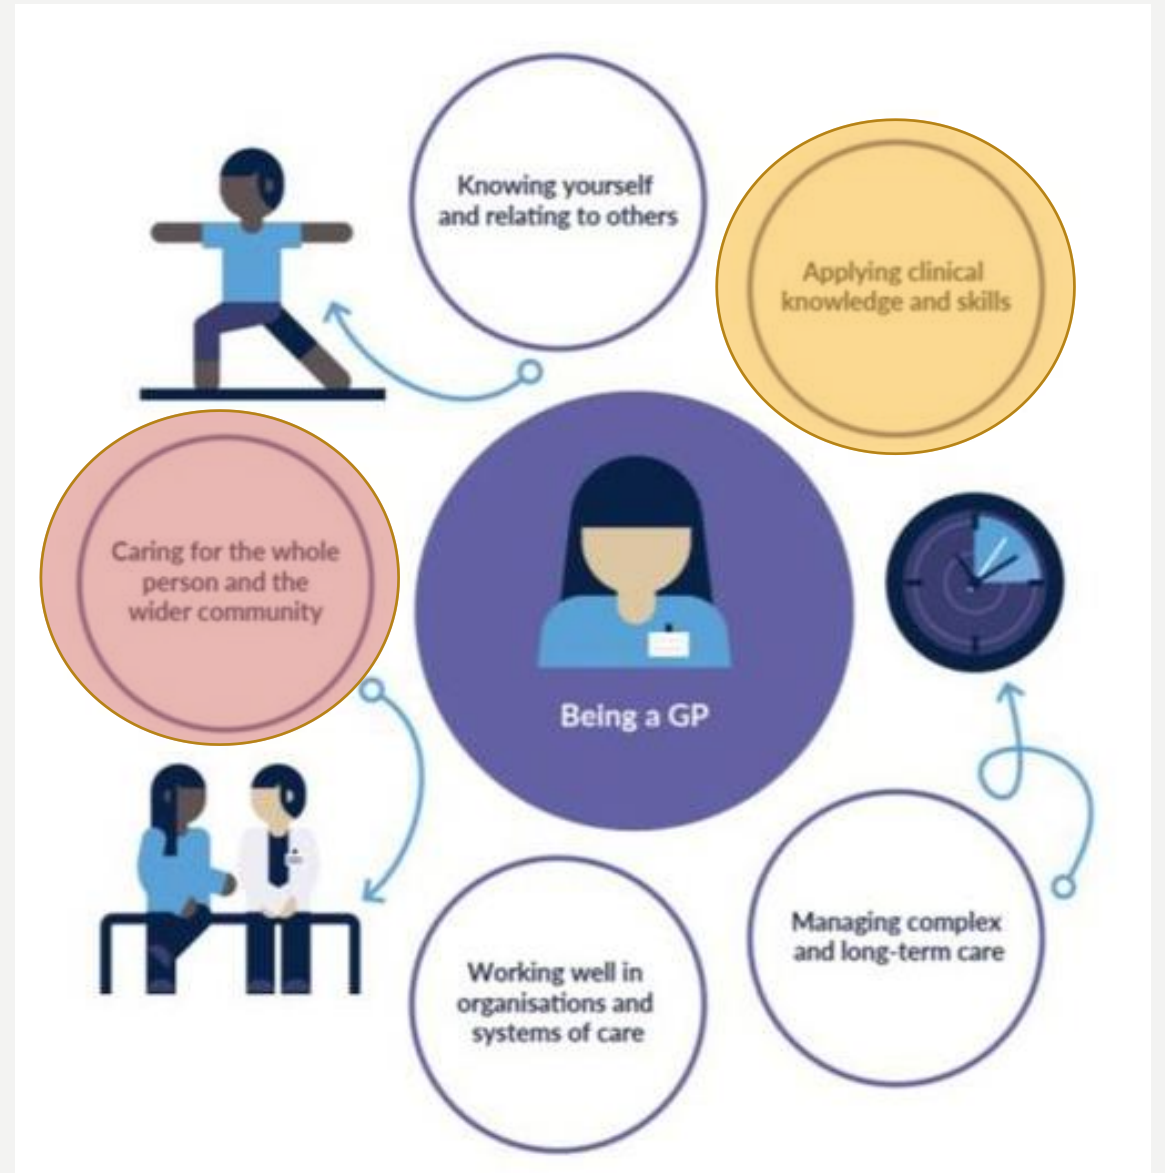 Knowing yourself
and relating to others
Applying clinical
knowledge and skills
Caring for the whole
person and the
wider community
Being a GP
Managing complex
and long-term care
Working well in
organisations and
systems of care